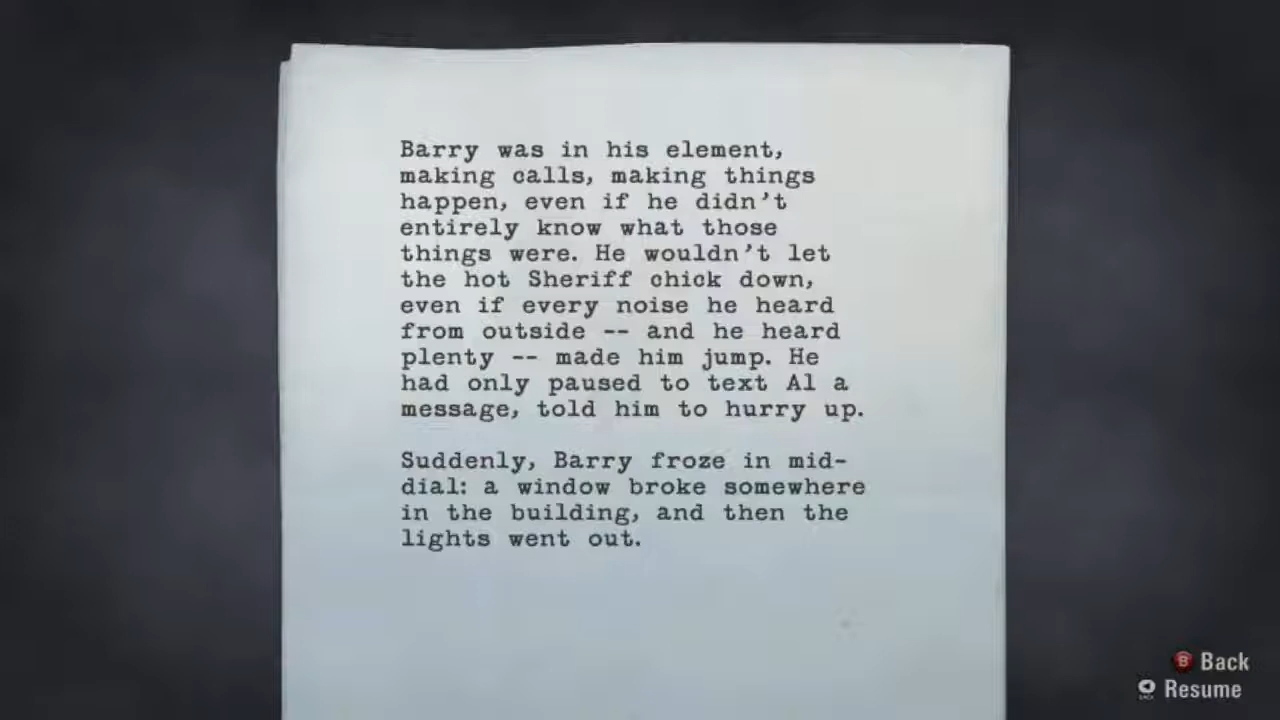 Barry was in his element,
making calls, making things
happen, even if he didn't
entirely know what those
things were. He wouldn't let
the hot Sheriff chick down,
even if every noise he heard
from outside -- and he heard
plenty -- made him jump. He
had only paused to text Al a
message, told him to hurry up.
Suddenly, Barry froze in mid-
dial: a window broke somewhere
in the building, and then the
lights went out.
B Back
BACK Resume